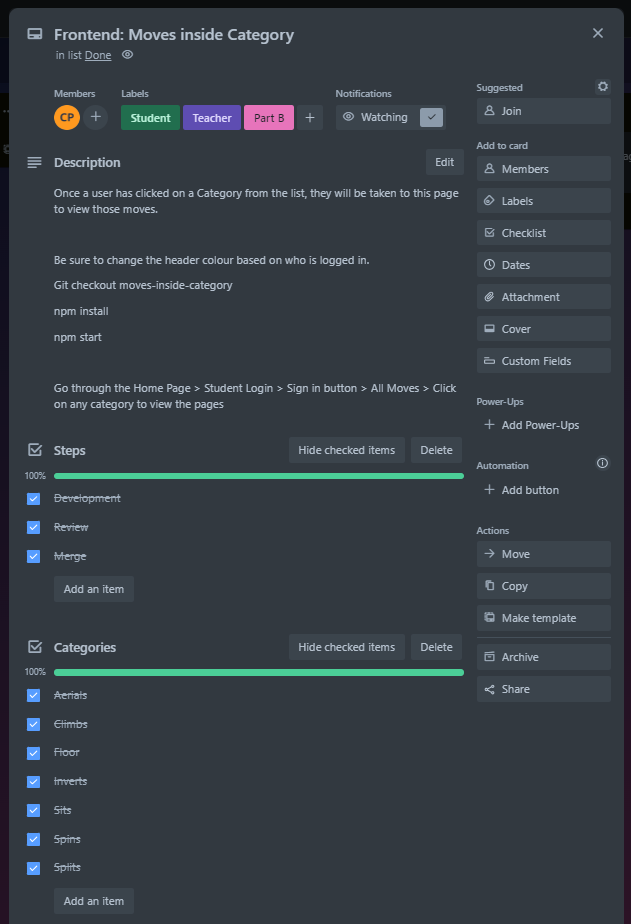 Frontend: Moves inside Category
in list Done
Members
CP
Labels
Student
Teacher
Part B
Notifications
Watching
Description
Edit
Once a user has clicked on a Category from the list, they will be taken to this page
to view those moves.
Be sure to change the header colour based on who is logged in.
Git checkout moves-inside-category
npm install
npm start
Go through the Home Page > Student Login > Sign in button > All Moves > Click
on any category to view the pages
Steps
Hide checked items
Delete
100%
Development
Review
Merge
Add an item
Categories
Hide checked items
Delete
100%
Aerials
Climbs
Floor
Inverts
Sits
Spins
Splits
Add an item
Suggested
Join
Add to card
Members
Labels
Checklist
Dates
Attachment
Cover
Custom Fields
Power-Ups
Add Power-Ups
Automation
Add button
Actions
Move
Copy
Make template
Archive
Share